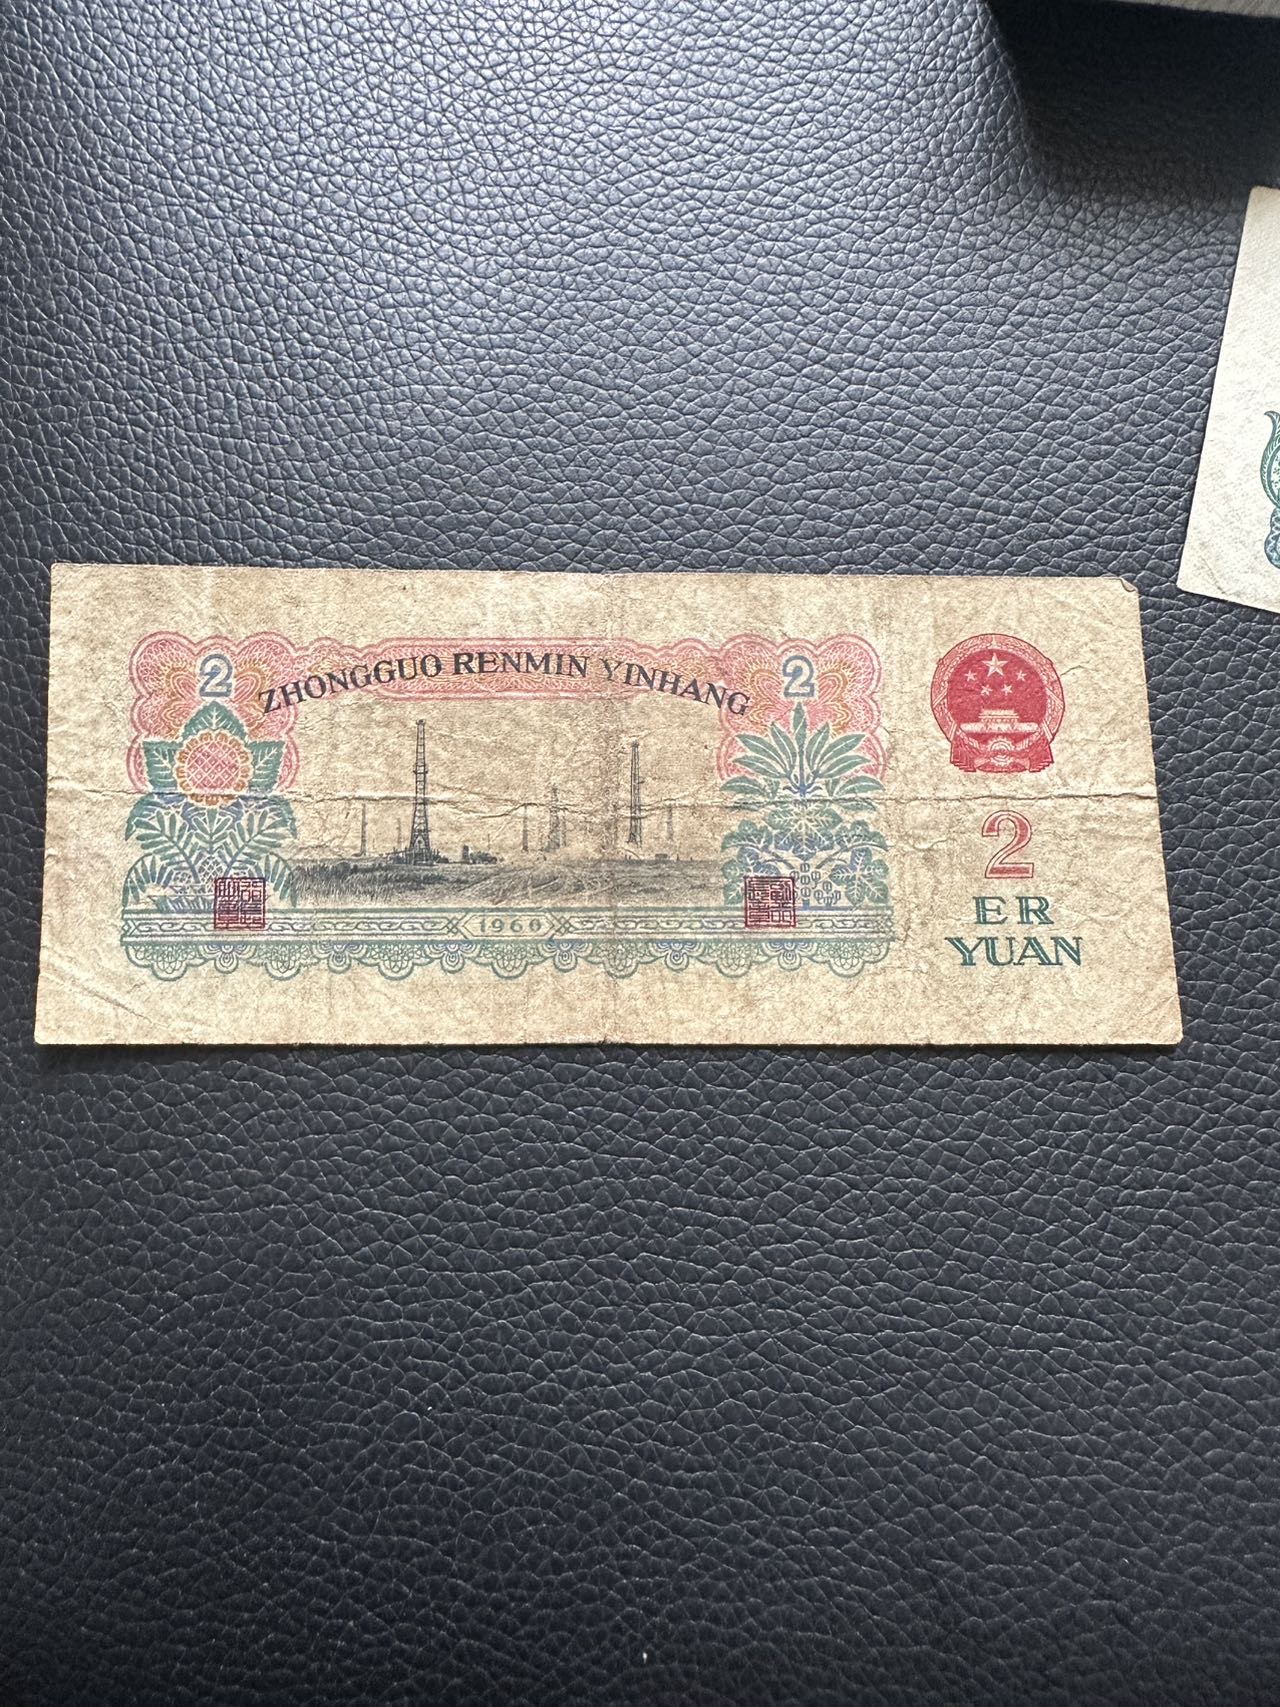 2 ZHONGGUO RENMIN YINHANG 2
2
ER
YUAN
1960